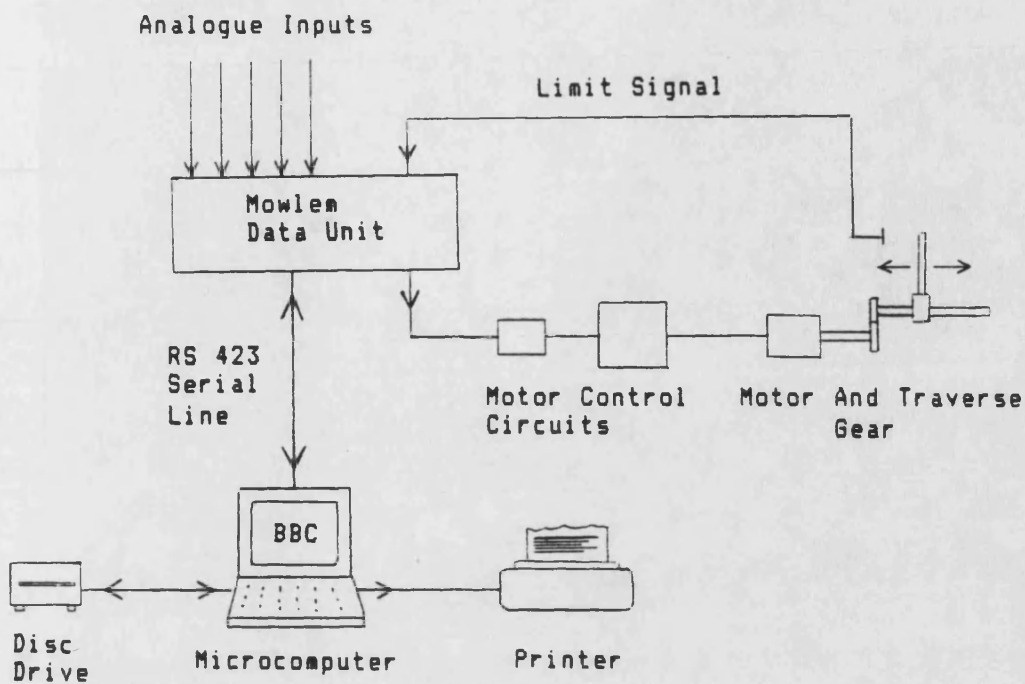 Analogue Inputs
Limit Signal
Mowlem
Data Unit
RS 423
Serial
Line
Motor Control
Circuits
Motor And Traverse
Gear
BBC
Disc
Drive
Microcomputer
Printer